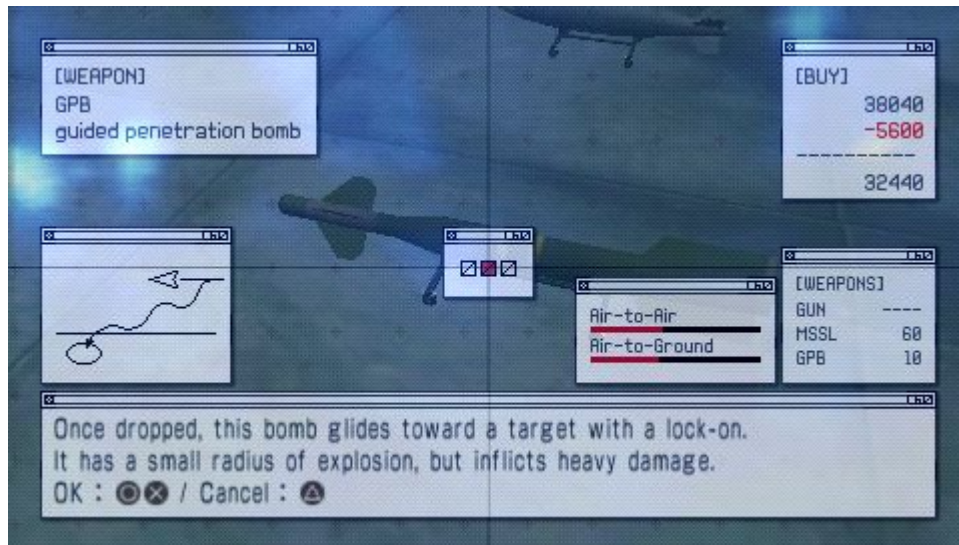 [WEAPON]
GPB
guided penetration bomb
[BUY]
38040
-5600
-----------
32440
Air-to-Air
Air-to-Ground
[WEAPONS]
GUN ----
MSSL 60
GPB 10
Once dropped, this bomb glides toward a target with a lock-on.
It has a small radius of explosion, but inflicts heavy damage.
OK : / Cancel :